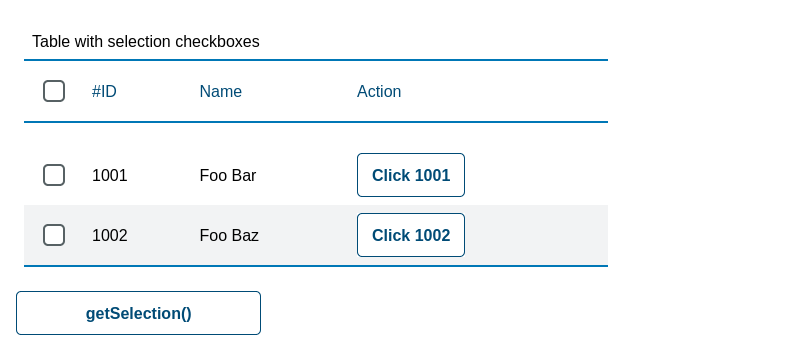 Table with selection checkboxes
#ID Name Action
1001 Foo Bar Click 1001
1002 Foo Baz Click 1002
getSelection()